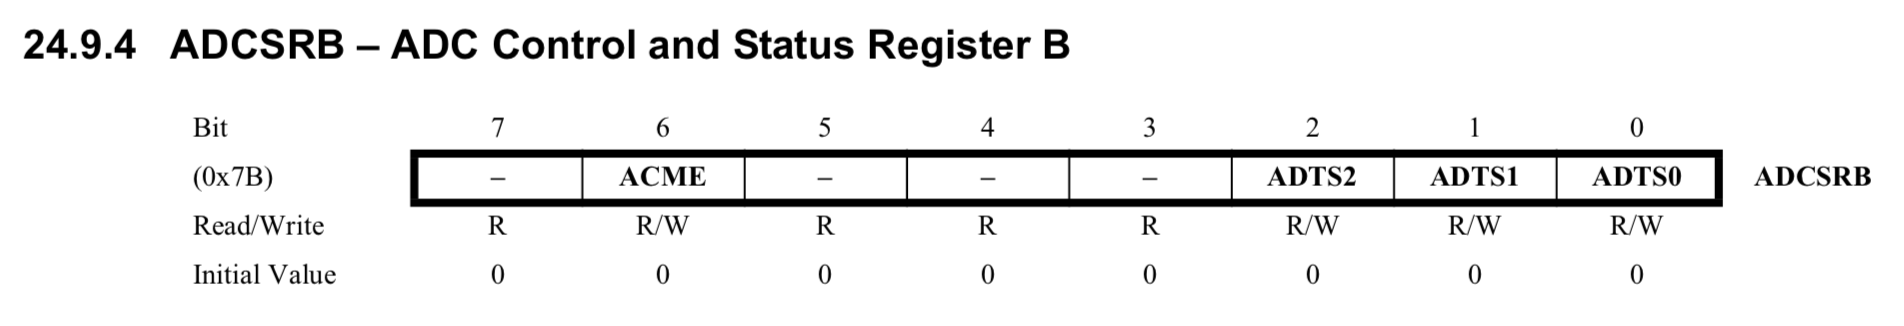 24.9.4 ADCSRB – ADC Control and Status Register B
Bit 7 6 5 4 3 2 1 0
(0x7B) – ACME – – – ADTS2 ADTS1 ADTS0 ADCSRB
Read/Write R R/W R R R R/W R/W R/W
Initial Value 0 0 0 0 0 0 0 0